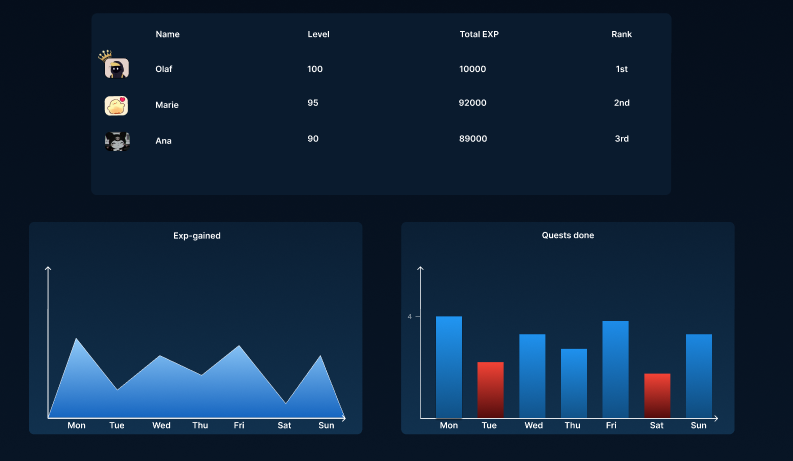 Name Level Total EXP Rank
Olaf 100 10000 1st
Marie 95 92000 2nd
Ana 90 89000 3rd
Exp-gained
Mon Tue Wed Thu Fri Sat Sun
Quests done
4
Mon Tue Wed Thu Fri Sat Sun